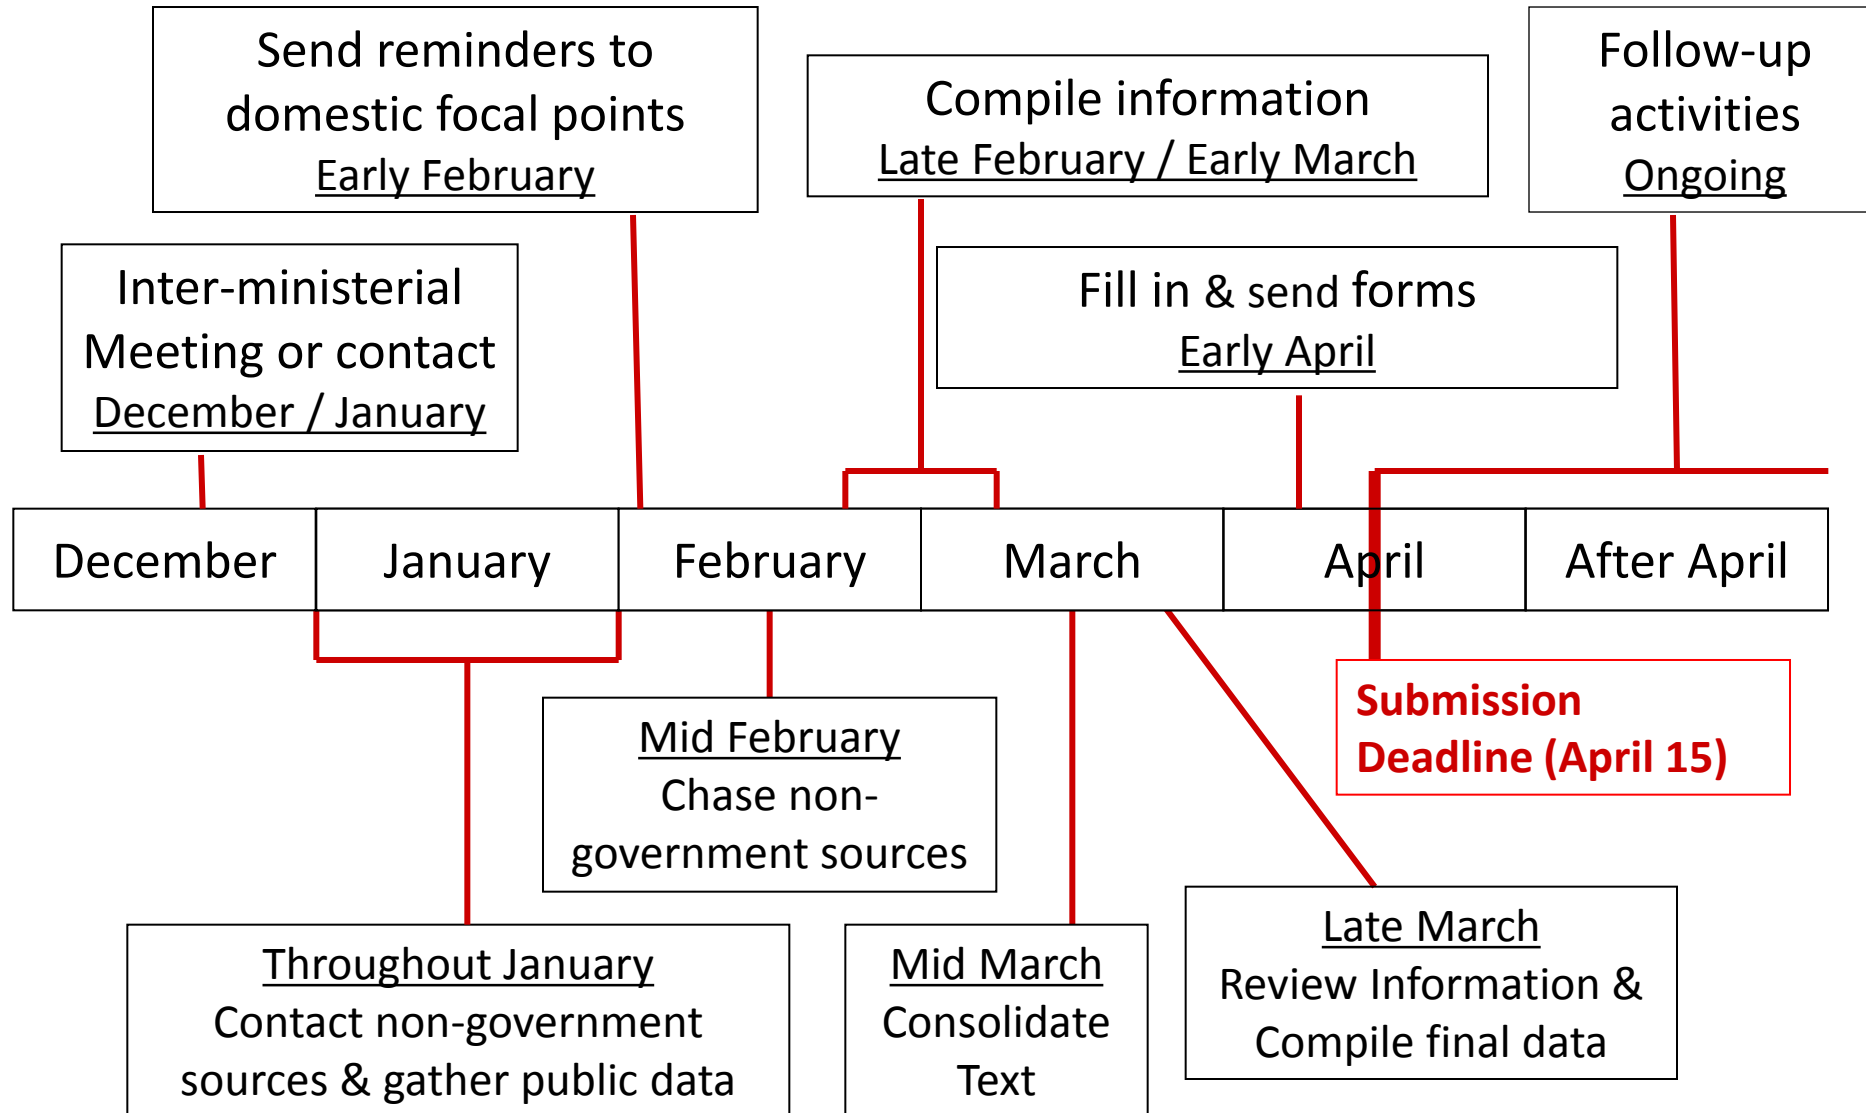 Send reminders to
domestic focal points
Early February
Compile information
Late February / Early March
Follow-up
activities
Ongoing
Inter-ministerial
Meeting or contact
December / January
Fill in & send forms
Early April
December
January
February
March
April
After April
Submission
Deadline (April 15)
Mid February
Chase non-
government sources
Throughout January
Contact non-government
sources & gather public data
Mid March
Consolidate
Text
Late March
Review Information &
Compile final data